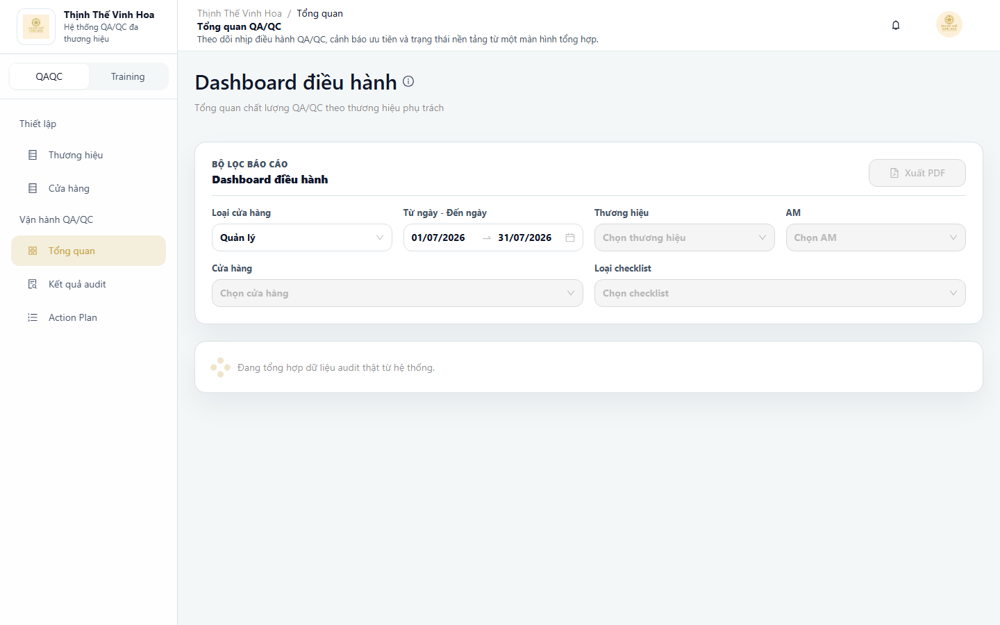 Thịnh Thế Vinh Hoa
Hệ thống QA/QC đa
thương hiệu
QAQC
Training
Thiết lập
Thương hiệu
Cửa hàng
Vận hành QA/QC
Tổng quan
Kết quả audit
Action Plan
Thịnh Thế Vinh Hoa / Tổng quan
Tổng quan QA/QC
Theo dõi nhịp điều hành QA/QC, cảnh báo ưu tiên và trạng thái nền tảng từ một màn hình tổng hợp.
Dashboard điều hành
Tổng quan chất lượng QA/QC theo thương hiệu phụ trách
BỘ LỌC BÁO CÁO
Dashboard điều hành
Xuất PDF
Loại cửa hàng
Từ ngày - Đến ngày
Thương hiệu
AM
Quản lý
01/07/2026
31/07/2026
Chọn thương hiệu
Chọn AM
Cửa hàng
Loại checklist
Chọn cửa hàng
Chọn checklist
Đang tổng hợp dữ liệu audit thật từ hệ thống.